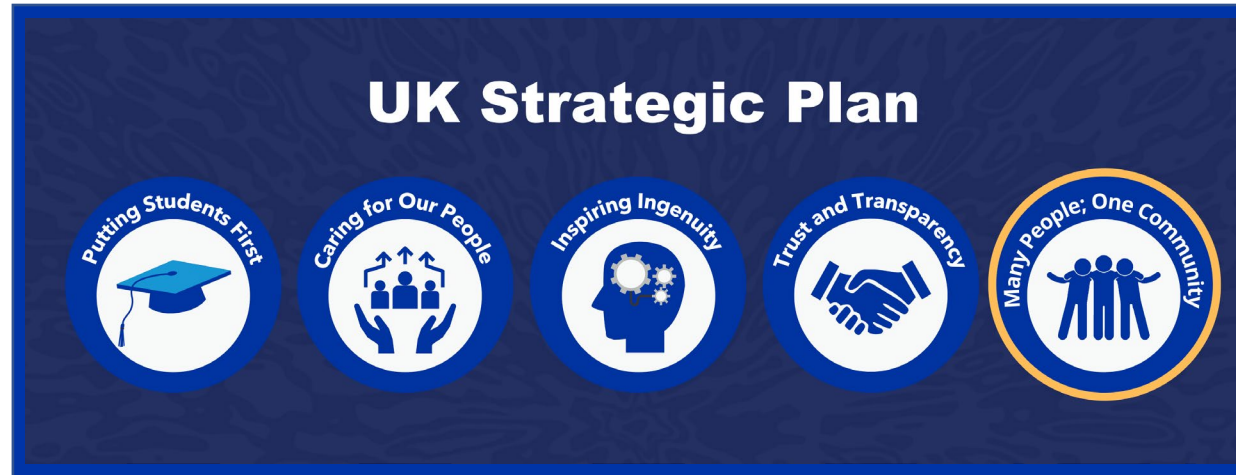 UK Strategic Plan
Putting Students First
Caring for Our People
Inspiring Ingenuity
Trust and Transparency
Many People; One Community